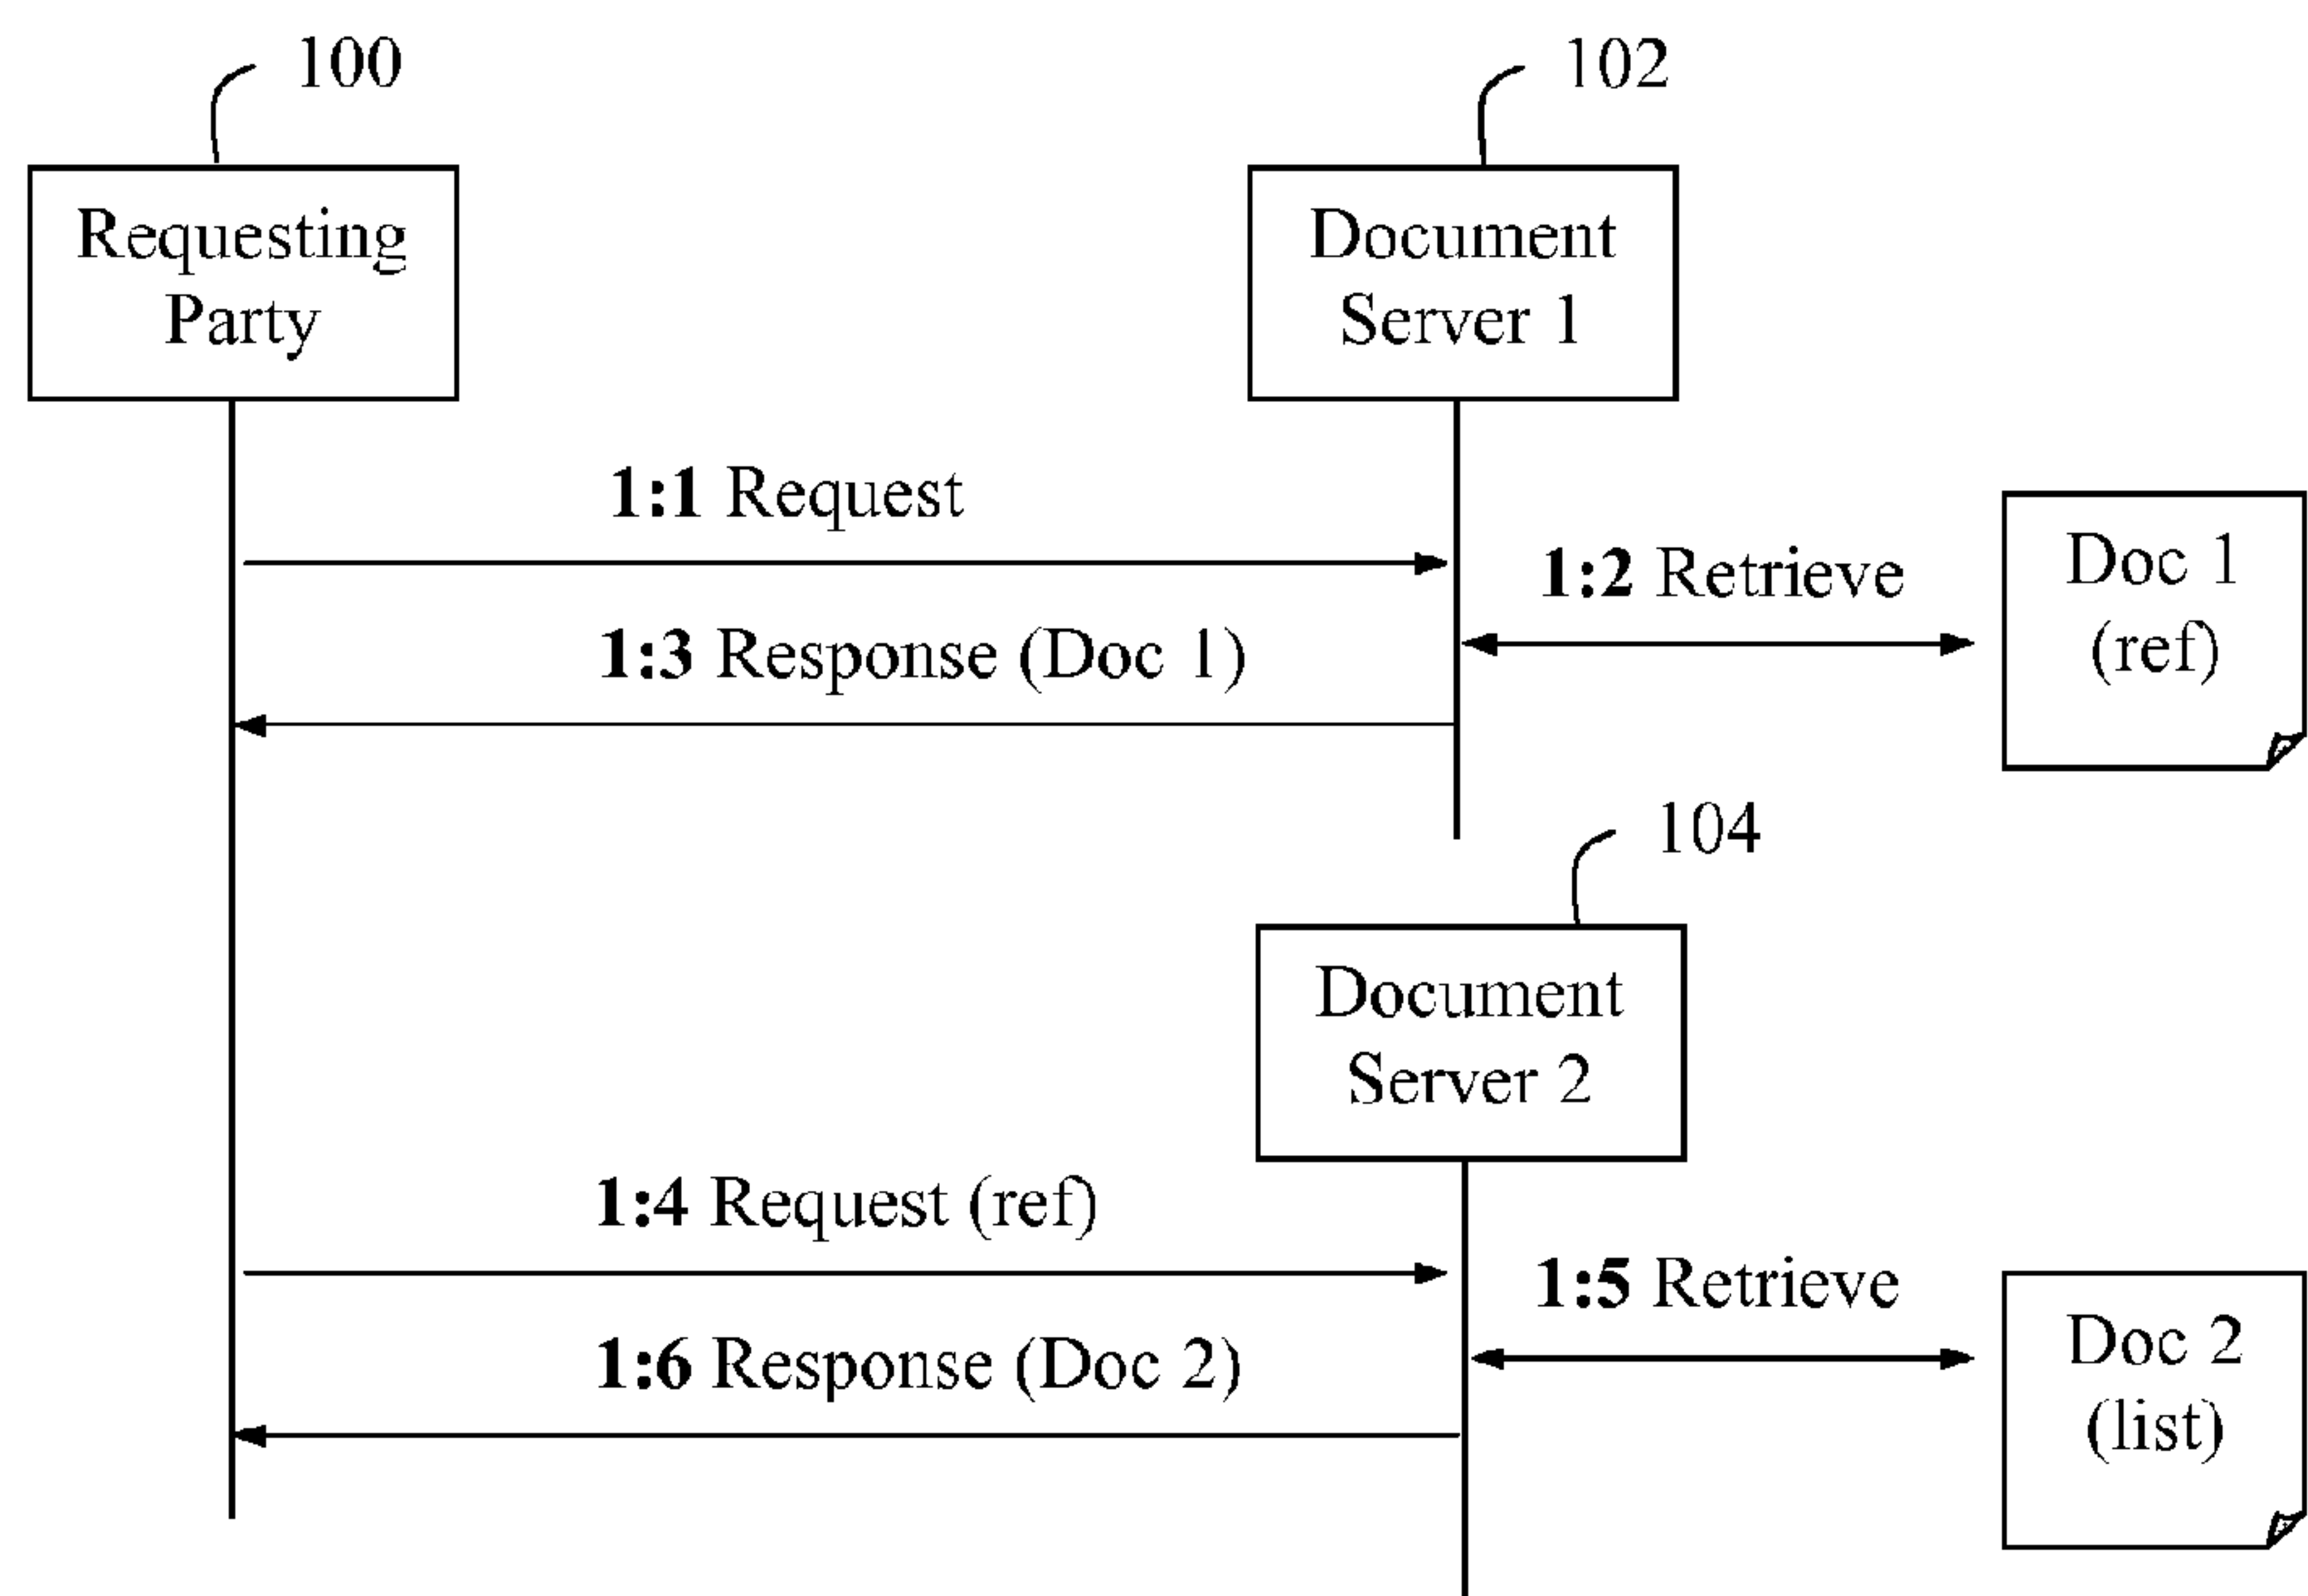 100
102
Requesting
Party
Document
Server 1
1:1 Request
1:2 Retrieve
Doc 1
(ref)
1:3 Response (Doc 1)
104
Document
Server 2
1:4 Request (ref)
1:5 Retrieve
Doc 2
(list)
1:6 Response (Doc 2)